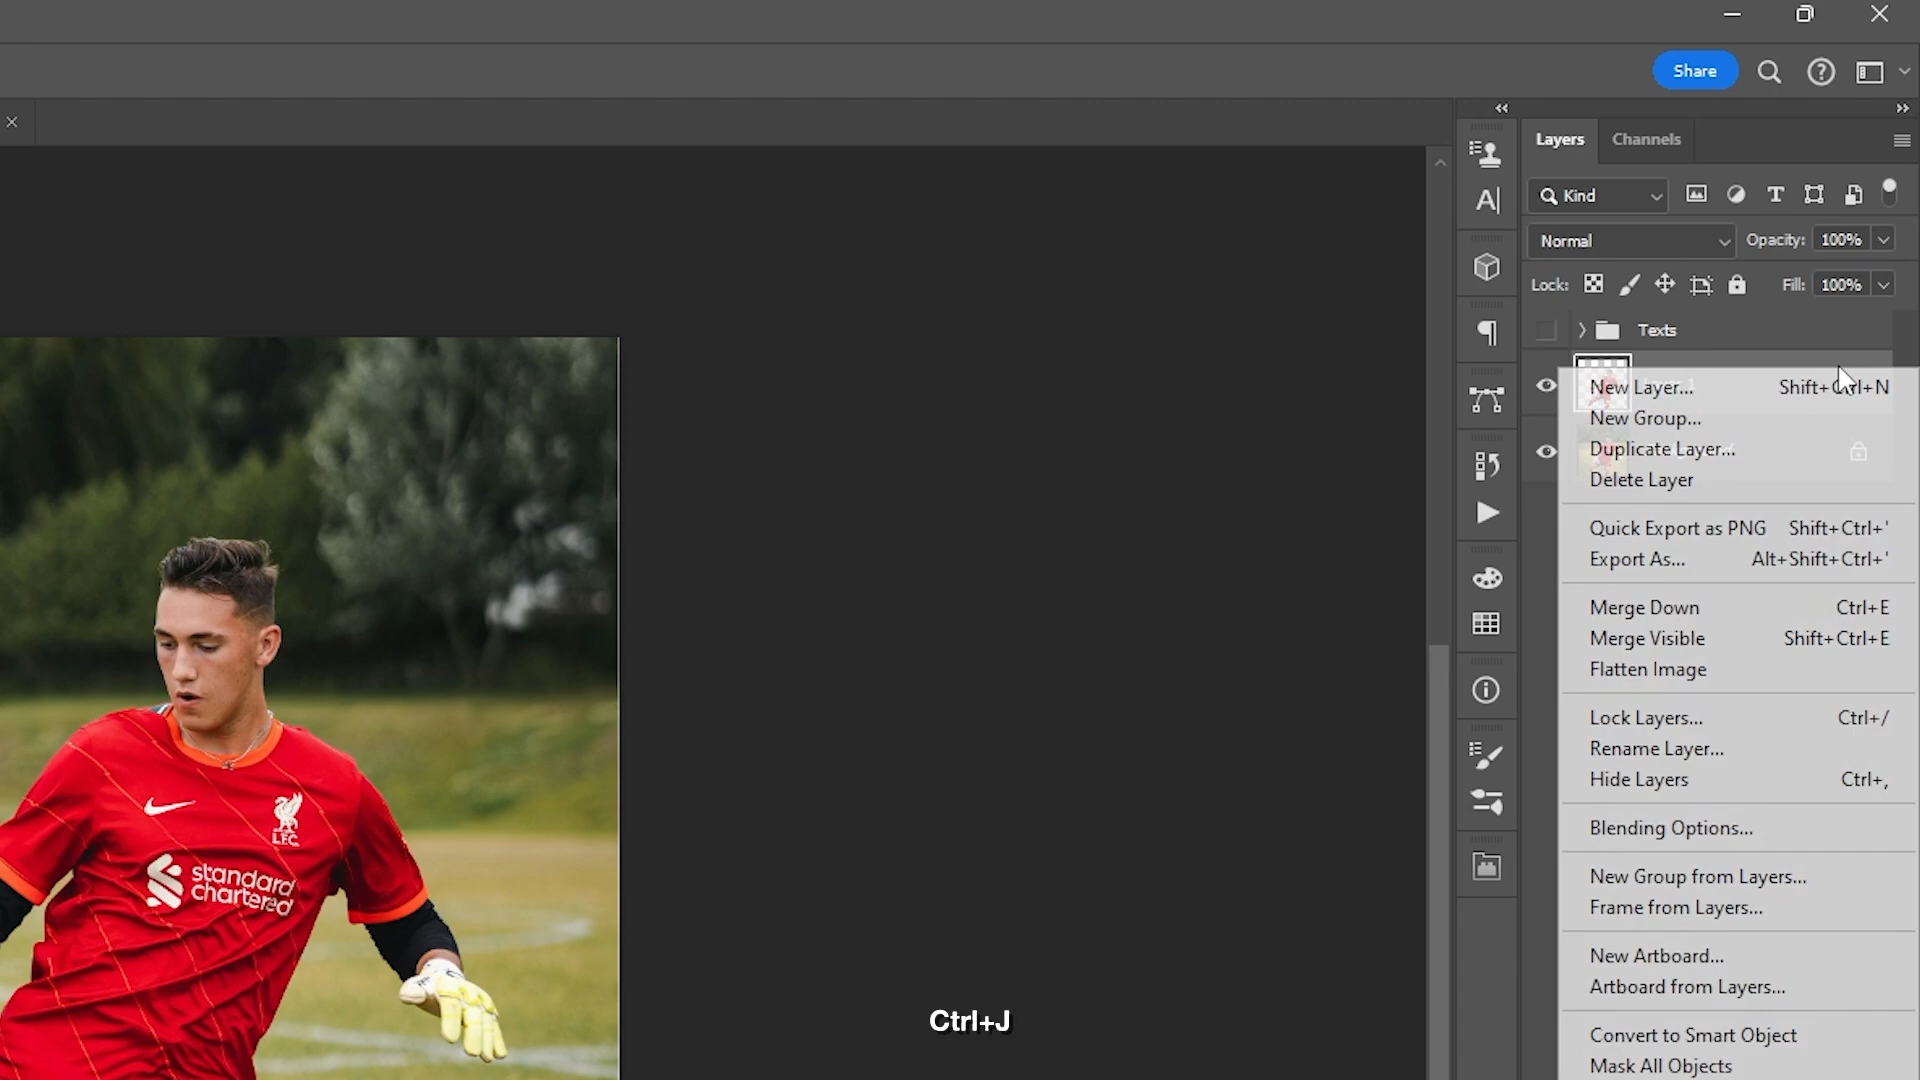 Share
Layers Channels
Kind
Normal Opacity: 100%
Lock: Fill: 100%
Texts
New Layer... Shift+Ctrl+N
New Group...
Duplicate Layer...
Delete Layer
Quick Export as PNG Shift+Ctrl+'
Export As... Alt+Shift+Ctrl+'
Merge Down Ctrl+E
Merge Visible Shift+Ctrl+E
Flatten Image
Lock Layers... Ctrl+/
Rename Layer...
Hide Layers Ctrl+,
Blending Options...
New Group from Layers...
Frame from Layers...
New Artboard...
Artboard from Layers...
Convert to Smart Object
Mask All Objects
L.F.C.
standard
chartered
Ctrl+J